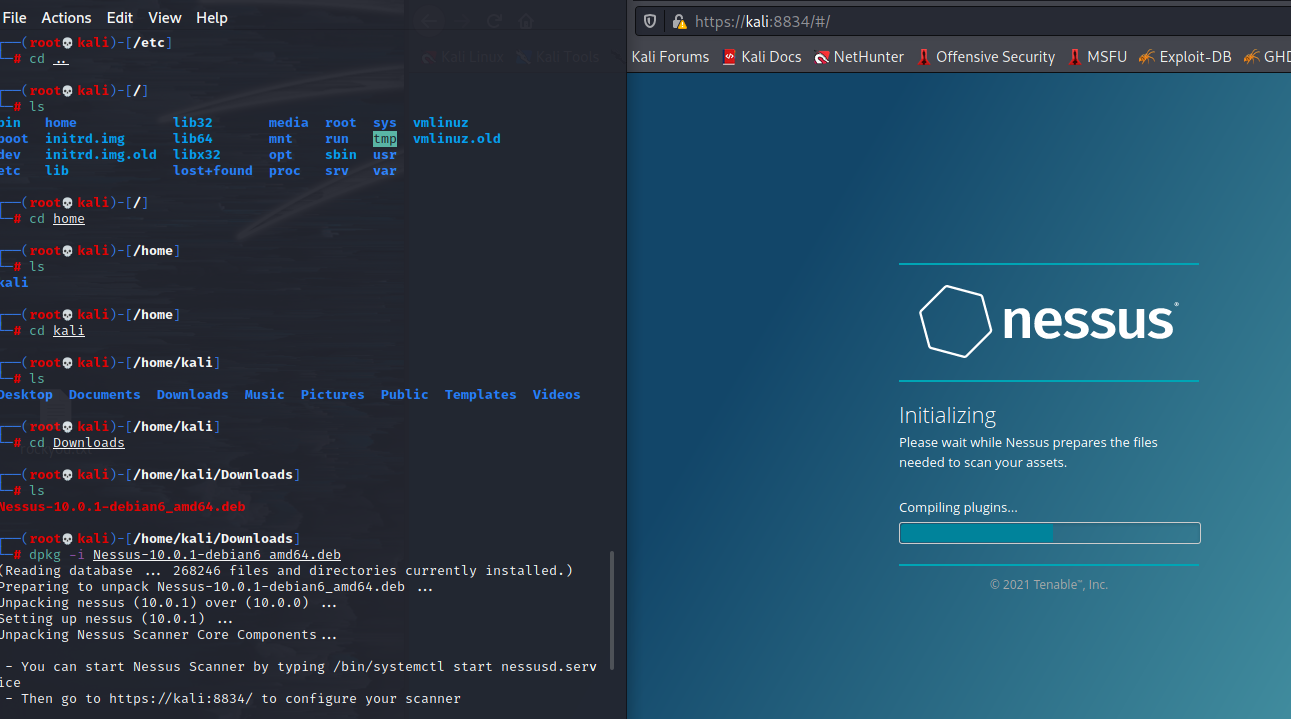 File Actions Edit View Help
(root kali)-[/etc]
# cd ..
(root kali)-[/]
# ls
bin home lib32 media root sys vmlinuz
boot initrd.img lib64 mnt run tmp vmlinuz.old
dev initrd.img.old libx32 opt sbin usr
etc lib lost+found proc srv var
(root kali)-[/]
# cd home
(root kali)-[/home]
# ls
kali
(root kali)-[/home]
# cd kali
(root kali)-[/home/kali]
# ls
Desktop Documents Downloads Music Pictures Public Templates Videos
(root kali)-[/home/kali]
# cd Downloads
(root kali)-[/home/kali/Downloads]
# ls
Nessus-10.0.1-debian6_amd64.deb
(root kali)-[/home/kali/Downloads]
# dpkg -i Nessus-10.0.1-debian6_amd64.deb
(Reading database ... 268246 files and directories currently installed.)
Preparing to unpack Nessus-10.0.1-debian6_amd64.deb ...
Unpacking nessus (10.0.1) over (10.0.0) ...
Setting up nessus (10.0.1) ...
Unpacking Nessus Scanner Core Components...
- You can start Nessus Scanner by typing /bin/systemctl start nessusd.serv
ice
- Then go to https://kali:8834/ to configure your scanner
https://kali:8834/#/
Kali Forums Kali Docs NetHunter Offensive Security MSFU Exploit-DB GHD
nessus®
Initializing
Please wait while Nessus prepares the files
needed to scan your assets.
Compiling plugins...
© 2021 Tenable™, Inc.